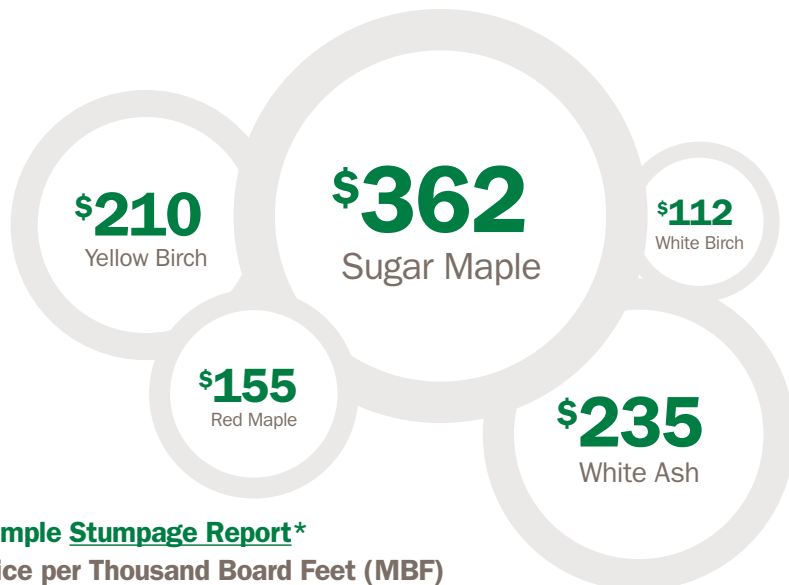 $362
Sugar Maple
$210
Yellow Birch
$112
White Birch
$155
Red Maple
$235
White Ash
mple Stumpage Report*
ice per Thousand Board Feet (MBF)